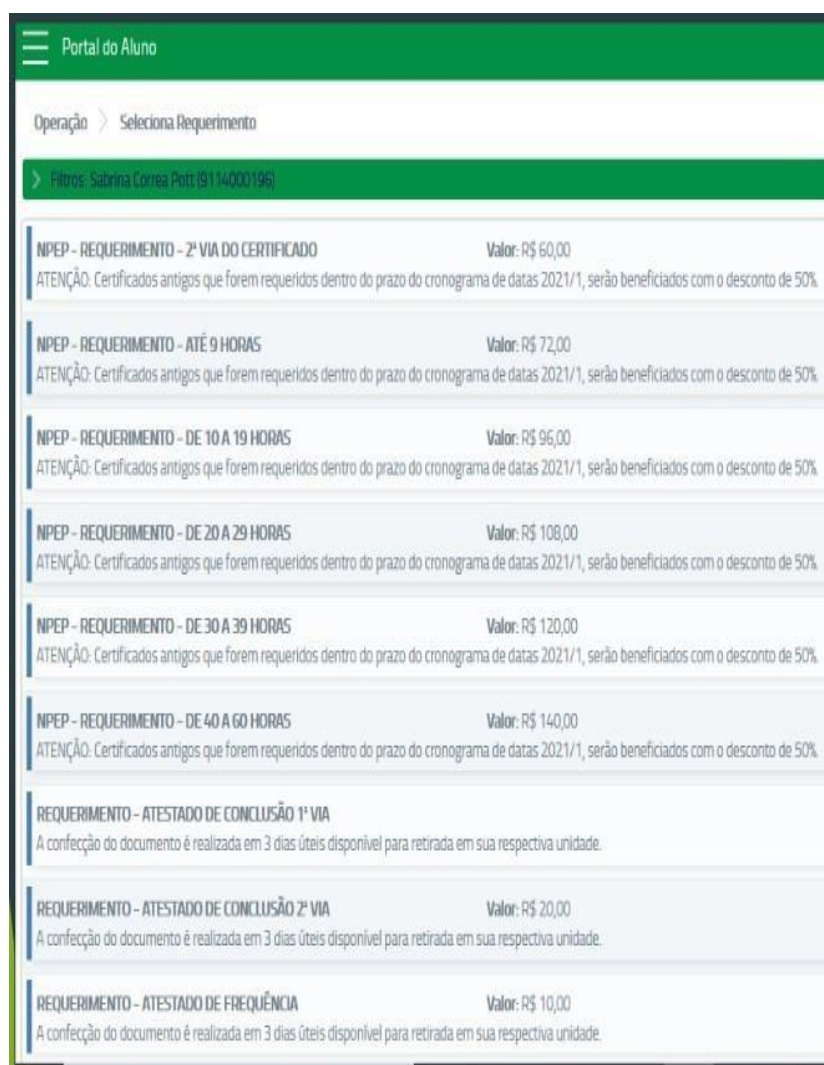 Portal do Aluno
Operação > Seleciona Requerimento
Filtros: Sabrina Correa Pott (9114000196)
NPEP - REQUERIMENTO - 2ª VIA DO CERTIFICADO Valor: R$ 60,00
ATENÇÃO: Certificados antigos que forem requeridos dentro do prazo do cronograma de datas 2021/1, serão beneficiados com o desconto de 50%.
NPEP - REQUERIMENTO - ATÉ 9 HORAS Valor: R$ 72,00
ATENÇÃO: Certificados antigos que forem requeridos dentro do prazo do cronograma de datas 2021/1, serão beneficiados com o desconto de 50%.
NPEP - REQUERIMENTO - DE 10 A 19 HORAS Valor: R$ 96,00
ATENÇÃO: Certificados antigos que forem requeridos dentro do prazo do cronograma de datas 2021/1, serão beneficiados com o desconto de 50%.
NPEP - REQUERIMENTO - DE 20 A 29 HORAS Valor: R$ 108,00
ATENÇÃO: Certificados antigos que forem requeridos dentro do prazo do cronograma de datas 2021/1, serão beneficiados com o desconto de 50%.
NPEP - REQUERIMENTO - DE 30 A 39 HORAS Valor: R$ 120,00
ATENÇÃO: Certificados antigos que forem requeridos dentro do prazo do cronograma de datas 2021/1, serão beneficiados com o desconto de 50%.
NPEP - REQUERIMENTO - DE 40 A 60 HORAS Valor: R$ 140,00
ATENÇÃO: Certificados antigos que forem requeridos dentro do prazo do cronograma de datas 2021/1, serão beneficiados com o desconto de 50%.
REQUERIMENTO - ATESTADO DE CONCLUSÃO 1ª VIA
A confecção do documento é realizada em 3 dias úteis disponível para retirada em sua respectiva unidade.
REQUERIMENTO - ATESTADO DE CONCLUSÃO 2ª VIA Valor: R$ 20,00
A confecção do documento é realizada em 3 dias úteis disponível para retirada em sua respectiva unidade.
REQUERIMENTO - ATESTADO DE FREQUÊNCIA Valor: R$ 10,00
A confecção do documento é realizada em 3 dias úteis disponível para retirada em sua respectiva unidade.